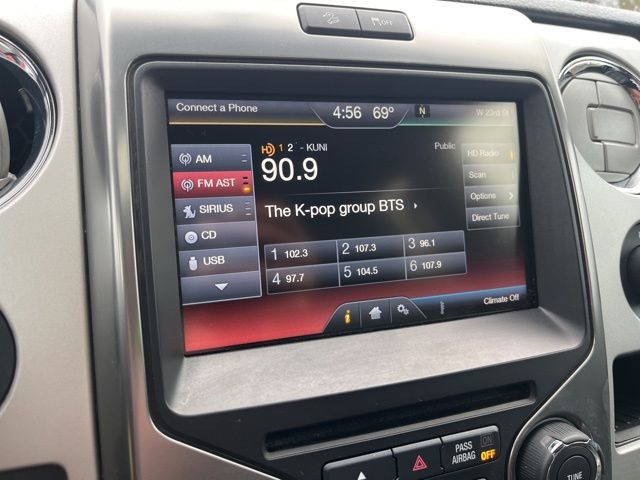 OFF
Connect a Phone
4:56 69°
N
W 23rd St
AM
FM AST
SIRIUS
CD
USB
HD 1 2 - KUNI
Public
90.9
The K-pop group BTS
1 102.3
2 107.3
3 96.1
4 97.7
5 104.5
6 107.9
HD Radio
Scan
Options
Direct Tune
Climate Off
PASS
AIRBAG
ON
OFF
TUNE